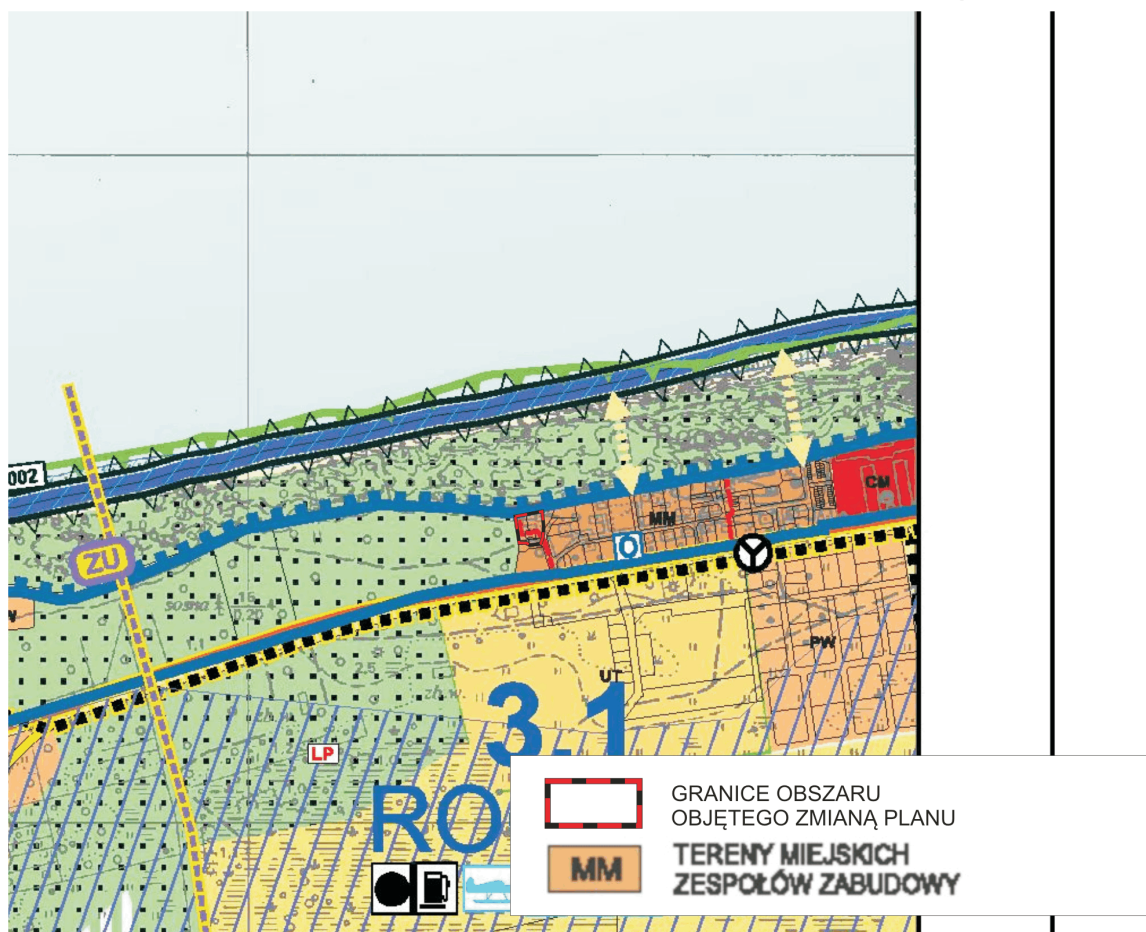 002
CM
MM
O
ZU
sosna
PW
UT
3.1
LP
RO
GRANICE OBSZARU
OBJĘTEGO ZMIANĄ PLANU
MM
TERENY MIEJSKICH
ZESPOŁÓW ZABUDOWY